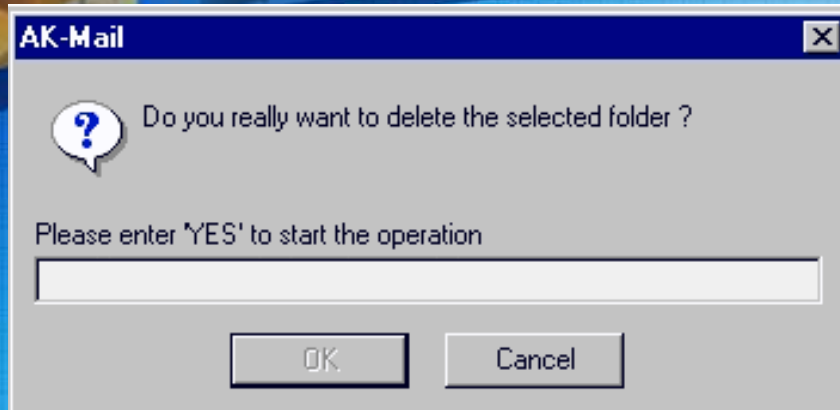 AK-Mail
?
Do you really want to delete the selected folder ?
Please enter 'YES' to start the operation
OK
Cancel